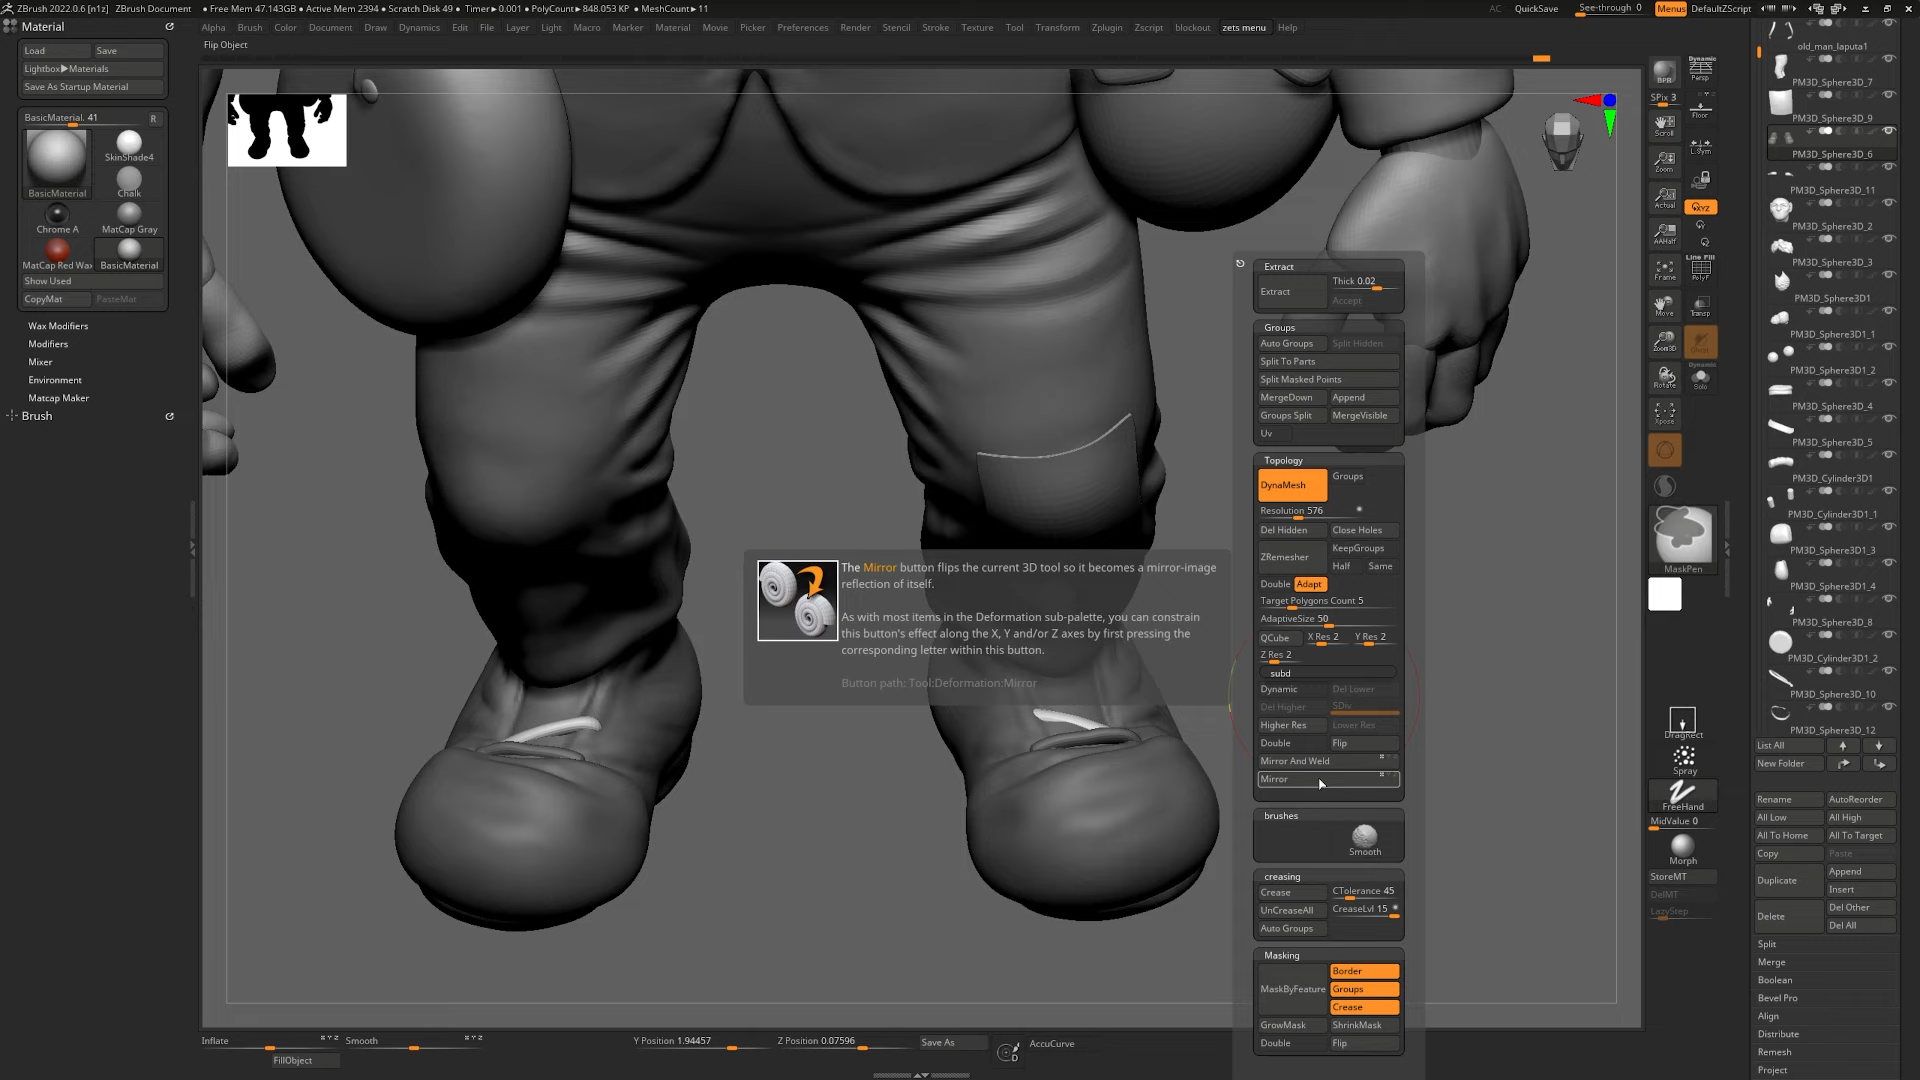 ZBrush 2022.0.6 [n1z] ZBrush Document • Free Mem 47.143GB • Active Mem 2394 • Scratch Disk 49 • Timer▶0.001 • PolyCount▶848.053 KP • MeshCount▶11
AC QuickSave See-through 0 Menus DefaultZScript
Material
Alpha Brush Color Document Draw Dynamics Edit File Layer Light Macro Marker Material Movie Picker Preferences Render Stencil Stroke Texture Tool Transform Zplugin Zscript blockout zets menu Help
Flip Object
Load Save
Lightbox▶Materials
Save As Startup Material
BasicMaterial. 41 R
SkinShade4
BasicMaterial
Chalk
Chrome A MatCap Gray
MatCap Red Wax BasicMaterial
Show Used
CopyMat PasteMat
Wax Modifiers
Modifiers
Mixer
Environment
Matcap Maker
Brush
Extract
Extract Thick 0.02
Accept
Groups
Auto Groups Split Hidden
Split To Parts
Split Masked Points
MergeDown Append
Groups Split MergeVisible
Uv
Topology
DynaMesh Groups
Resolution 576
Del Hidden Close Holes
ZRemesher KeepGroups
Half Same
Double Adapt
Target Polygons Count 5
AdaptiveSize 50
QCube X Res 2 Y Res 2
Z Res 2
subd
Dynamic Del Lower
Del Higher SDiv
Higher Res Lower Res
Double Flip
Mirror And Weld
Mirror
brushes
Smooth
creasing
Crease CTolerance 45
UnCreaseAll CreaseLvl 15
Auto Groups
Masking
MaskByFeature Border
Groups
Crease
GrowMask ShrinkMask
Double Flip
The Mirror button flips the current 3D tool so it becomes a mirror-image
reflection of itself.
As with most items in the Deformation sub-palette, you can constrain
this button's effect along the X, Y and/or Z axes by first pressing the
corresponding letter within this button.
Button path: Tool:Deformation:Mirror
Inflate Smooth Y Position 1.94457 Z Position 0.07596 Save As AccuCurve
FillObject
BPR
Dynamic
Persp
SPix 3
Floor
Scroll
L.Sym
Zoom
Actual
XYZ
AAHalf
Line Fill
Frame PolyF
Move Transp
Zoom3D Ghost
Dynamic
Rotate Solo
Xpose
MaskPen
DragRect
Spray
FreeHand
MidValue 0
Morph
StoreMT
DelMT
LazyStep
old_man_laputa1
PM3D_Sphere3D_7
PM3D_Sphere3D_9
PM3D_Sphere3D_6
PM3D_Sphere3D_11
PM3D_Sphere3D_2
PM3D_Sphere3D_3
PM3D_Sphere3D1
PM3D_Sphere3D1_1
PM3D_Sphere3D1_2
PM3D_Sphere3D_4
PM3D_Sphere3D_5
PM3D_Cylinder3D1
PM3D_Cylinder3D1_1
PM3D_Cylinder3D1_3
PM3D_Sphere3D1_4
PM3D_Sphere3D_8
PM3D_Cylinder3D1_2
PM3D_Sphere3D_10
PM3D_Sphere3D_12
List All
New Folder
Rename AutoReorder
All Low All High
All To Home All To Target
Copy Paste
Duplicate Append
Insert
Delete Del Other
Del All
Split
Merge
Boolean
Bevel Pro
Align
Distribute
Remesh
Project